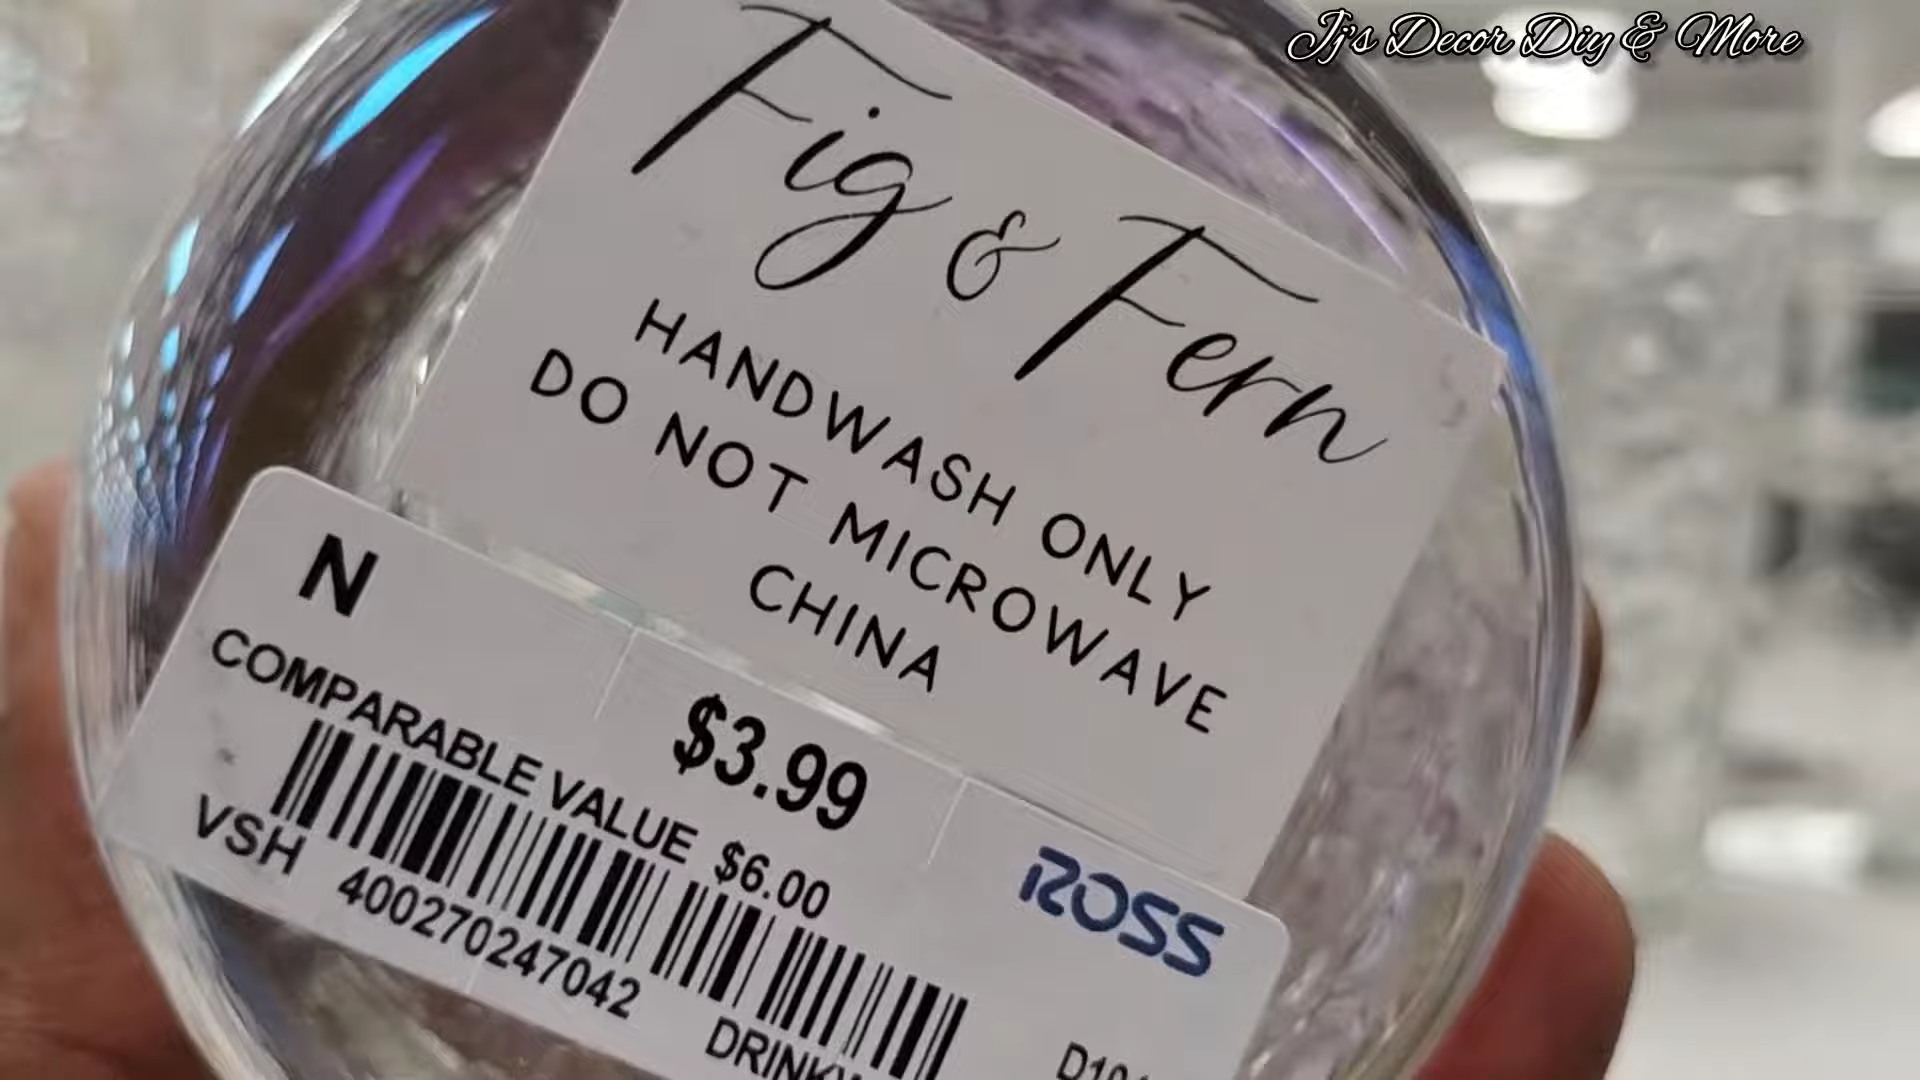 Jj's Decor Diy & More
Fig & Fern
HANDWASH ONLY
DO NOT MICROWAVE
CHINA
N
$3.99
COMPARABLE VALUE $6.00
ROSS
VSH 400270247042